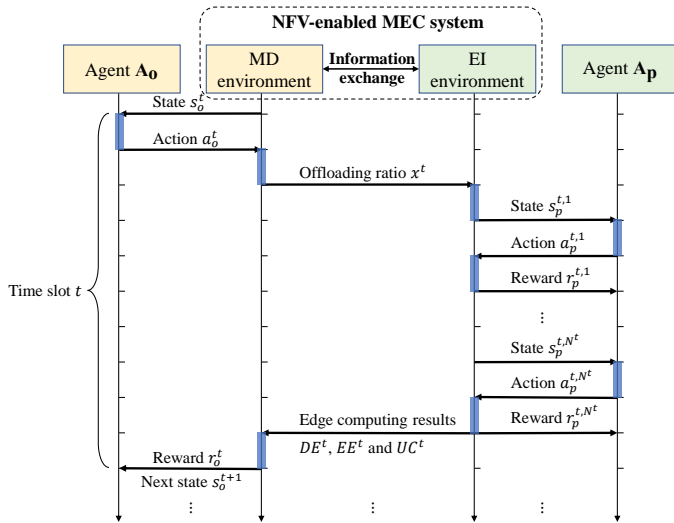 NFV-enabled MEC system
Agent A_o
MD environment
Information exchange
EI environment
Agent A_p
State s_o^t
Action a_o^t
Offloading ratio x^t
State s_p^{t,1}
Action a_p^{t,1}
Reward r_p^{t,1}
...
Time slot t
State s_p^{t,N^t}
Action a_p^{t,N^t}
Edge computing results
Reward r_p^{t,N^t}
DE^t, EE^t and UC^t
Reward r_o^t
Next state s_o^{t+1}
... ... ...